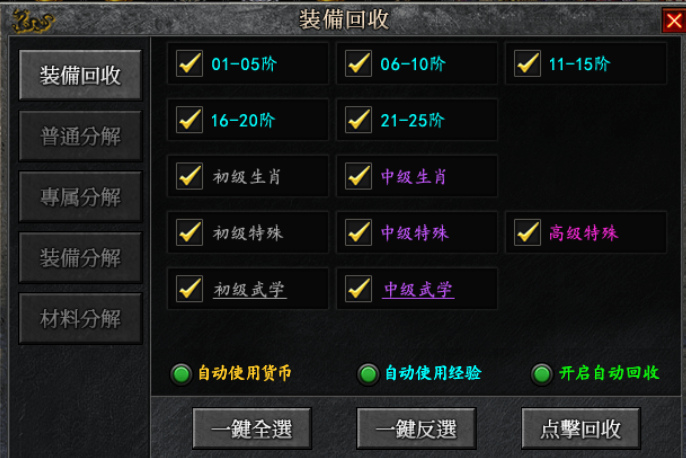 装備回收
装備回收
普通分解
專属分解
装備分解
材料分解
01-05阶 06-10阶 11-15阶
16-20阶 21-25阶
初级生肖 中级生肖
初级特殊 中级特殊 高级特殊
初级武学 中级武学
自动使用货币 自动使用经验 开启自动回收
一鍵全選 一鍵反選 点擊回收